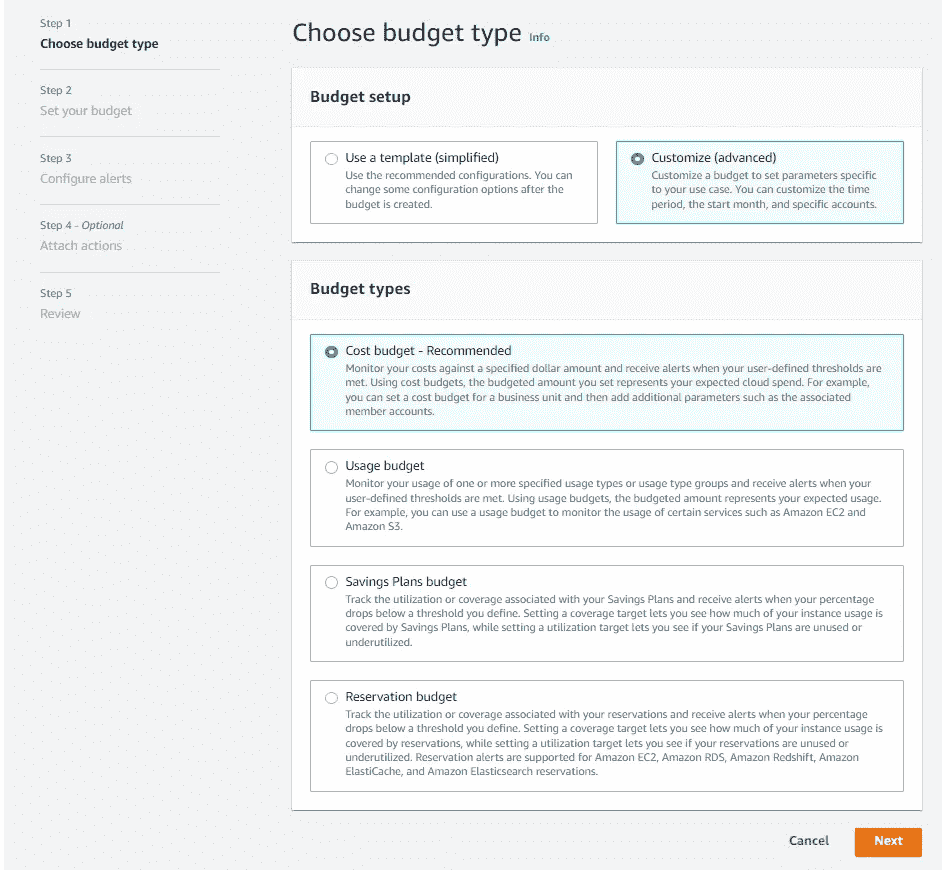 Step 1
Choose budget type
Step 2
Set your budget
Step 3
Configure alerts
Step 4 - Optional
Attach actions
Step 5
Review
Choose budget type Info
Budget setup
Use a template (simplified)
Use the recommended configurations. You can
change some configuration options after the
budget is created.
Customize (advanced)
Customize a budget to set parameters specific
to your use case. You can customize the time
period, the start month, and specific accounts.
Budget types
Cost budget - Recommended
Monitor your costs against a specified dollar amount and receive alerts when your user-defined thresholds are
met. Using cost budgets, the budgeted amount you set represents your expected cloud spend. For example,
you can set a cost budget for a business unit and then add additional parameters such as the associated
member accounts.
Usage budget
Monitor your usage of one or more specified usage types or usage type groups and receive alerts when your
user-defined thresholds are met. Using usage budgets, the budgeted amount represents your expected usage.
For example, you can use a usage budget to monitor the usage of certain services such as Amazon EC2 and
Amazon S3.
Savings Plans budget
Track the utilization or coverage associated with your Savings Plans and receive alerts when your percentage
drops below a threshold you define. Setting a coverage target lets you see how much of your instance usage is
covered by Savings Plans, while setting a utilization target lets you see if your Savings Plans are unused or
underutilized.
Reservation budget
Track the utilization or coverage associated with your reservations and receive alerts when your percentage
drops below a threshold you define. Setting a coverage target lets you see how much of your instance usage is
covered by reservations, while setting a utilization target lets you see if your reservations are unused or
underutilized. Reservation alerts are supported for Amazon EC2, Amazon RDS, Amazon Redshift, Amazon
ElastiCache, and Amazon Elasticsearch reservations.
Cancel
Next